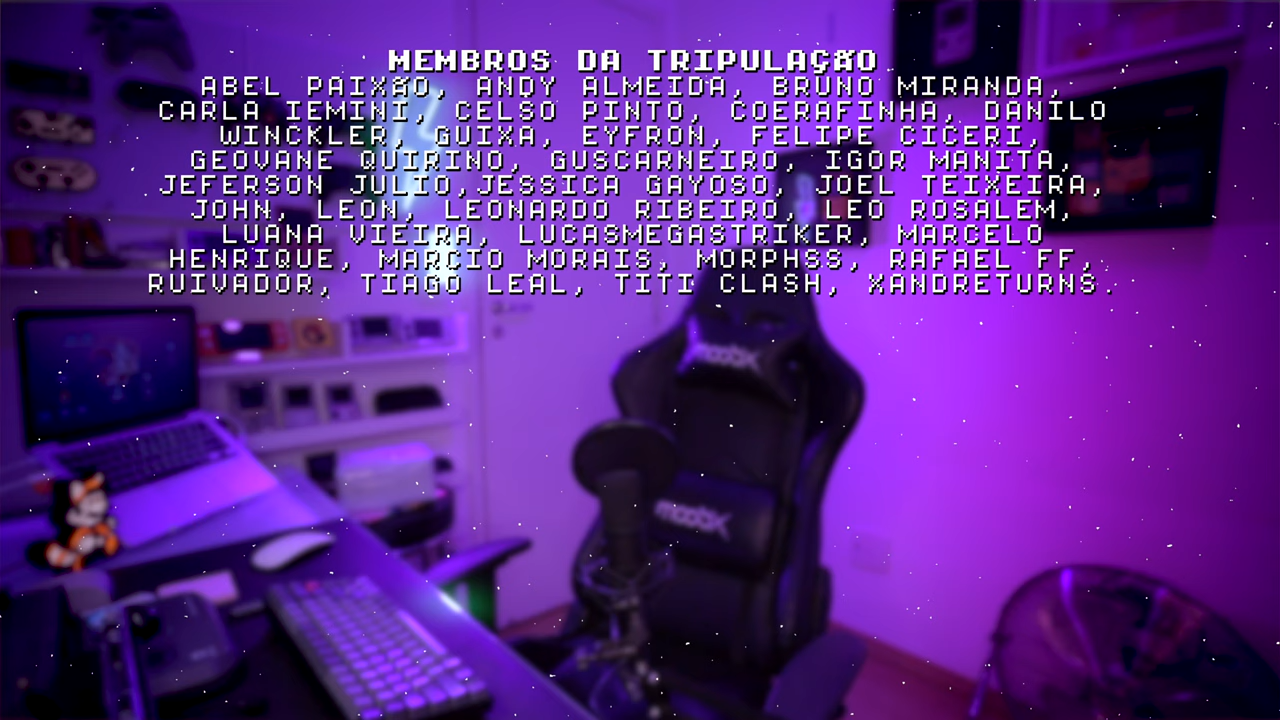 MEMBROS DA TRIPULAÇÃO
ABEL PAIXÃO, ANDY ALMEIDA, BRUNO MIRANDA,
CARLA IEMINI, CELSO PINTO, COERAFINHA, DANILO
WINCKLER, GUIXA, EYFRON, FELIPE CICERI,
GEOVANE QUIRINO, GUSCARNEIRO, IGOR MANITA,
JEFERSON JULIO,JESSICA GAYOSO, JOEL TEIXEIRA,
JOHN, LEON, LEONARDO RIBEIRO, LEO ROSALEM,
LUANA VIEIRA, LUCASMEGASTRIKER, MARCELO
HENRIQUE, MARCIO MORAIS, MORPHSS, RAFAEL FF,
RUIVADOR, TIAGO LEAL, TITI CLASH, XANDRETURNS.